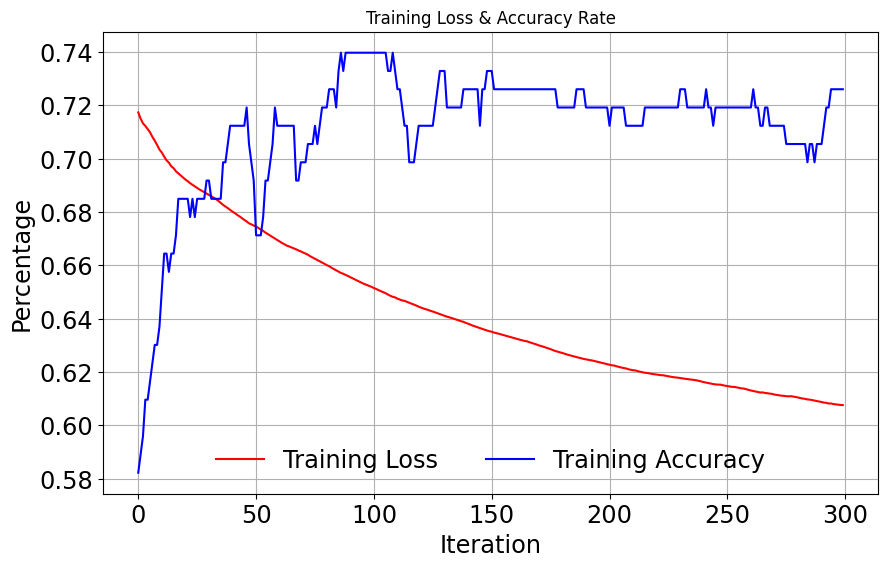 Training Loss & Accuracy Rate
Percentage
0.74
0.72
0.70
0.68
0.66
0.64
0.62
0.60
0.58
Training Loss
Training Accuracy
0 50 100 150 200 250 300
Iteration